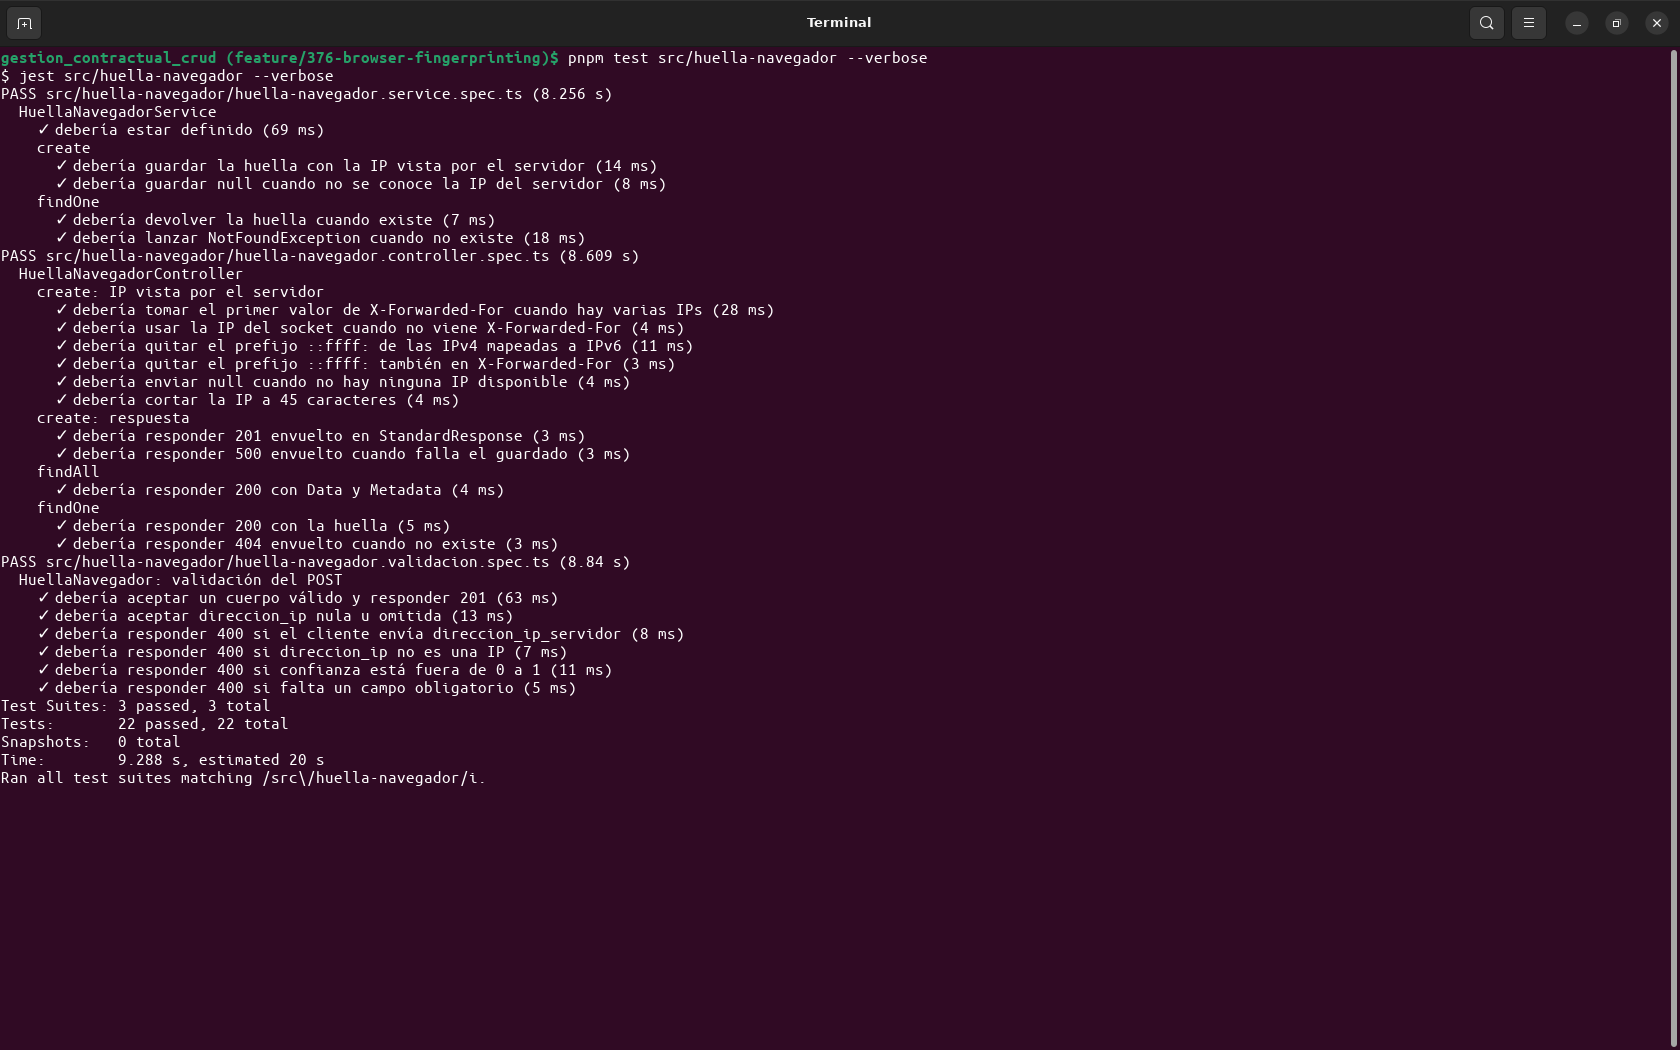 Terminal
gestion_contractual_crud (feature/376-browser-fingerprinting)$ pnpm test src/huella-navegador --verbose
$ jest src/huella-navegador --verbose
PASS src/huella-navegador/huella-navegador.service.spec.ts (8.256 s)
HuellaNavegadorService
✓ debería estar definido (69 ms)
create
✓ debería guardar la huella con la IP vista por el servidor (14 ms)
✓ debería guardar null cuando no se conoce la IP del servidor (8 ms)
findOne
✓ debería devolver la huella cuando existe (7 ms)
✓ debería lanzar NotFoundException cuando no existe (18 ms)
PASS src/huella-navegador/huella-navegador.controller.spec.ts (8.609 s)
HuellaNavegadorController
create: IP vista por el servidor
✓ debería tomar el primer valor de X-Forwarded-For cuando hay varias IPs (28 ms)
✓ debería usar la IP del socket cuando no viene X-Forwarded-For (4 ms)
✓ debería quitar el prefijo ::ffff: de las IPv4 mapeadas a IPv6 (11 ms)
✓ debería quitar el prefijo ::ffff: también en X-Forwarded-For (3 ms)
✓ debería enviar null cuando no hay ninguna IP disponible (4 ms)
✓ debería cortar la IP a 45 caracteres (4 ms)
create: respuesta
✓ debería responder 201 envuelto en StandardResponse (3 ms)
✓ debería responder 500 envuelto cuando falla el guardado (3 ms)
findAll
✓ debería responder 200 con Data y Metadata (4 ms)
findOne
✓ debería responder 200 con la huella (5 ms)
✓ debería responder 404 envuelto cuando no existe (3 ms)
PASS src/huella-navegador/huella-navegador.validacion.spec.ts (8.84 s)
HuellaNavegador: validación del POST
✓ debería aceptar un cuerpo válido y responder 201 (63 ms)
✓ debería aceptar direccion_ip nula u omitida (13 ms)
✓ debería responder 400 si el cliente envía direccion_ip_servidor (8 ms)
✓ debería responder 400 si direccion_ip no es una IP (7 ms)
✓ debería responder 400 si confianza está fuera de 0 a 1 (11 ms)
✓ debería responder 400 si falta un campo obligatorio (5 ms)
Test Suites: 3 passed, 3 total
Tests:       22 passed, 22 total
Snapshots:   0 total
Time:        9.288 s, estimated 20 s
Ran all test suites matching /src\/huella-navegador/i.